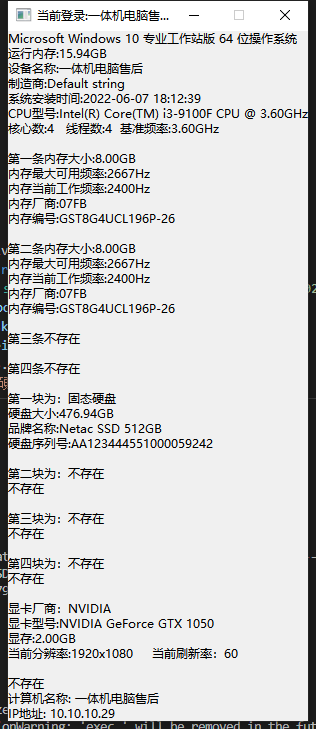 当前登录:一体机电脑售...
Microsoft Windows 10 专业工作站版 64 位操作系统
运行内存:15.94GB
设备名称:一体机电脑售后
制造商:Default string
系统安装时间:2022-06-07 18:12:39
CPU型号:Intel(R) Core(TM) i3-9100F CPU @ 3.60GHz
核心数:4 线程数:4 基准频率:3.60GHz
第一条内存大小:8.00GB
内存最大可用频率:2667Hz
内存当前工作频率:2400Hz
内存厂商:07FB
内存编号:GST8G4UCL196P-26
第二条内存大小:8.00GB
内存最大可用频率:2667Hz
内存当前工作频率:2400Hz
内存厂商:07FB
内存编号:GST8G4UCL196P-26
第三条不存在
第四条不存在
第一块为：固态硬盘
硬盘大小:476.94GB
品牌名称:Netac SSD 512GB
硬盘序列号:AA123444551000059242
第二块为：不存在
不存在
第三块为：不存在
不存在
第四块为：不存在
不存在
显卡厂商：NVIDIA
显卡型号:NVIDIA GeForce GTX 1050
显存:2.00GB
当前分辨率:1920x1080 当前刷新率：60
不存在
计算机名称: 一体机电脑售后
IP地址: 10.10.10.29